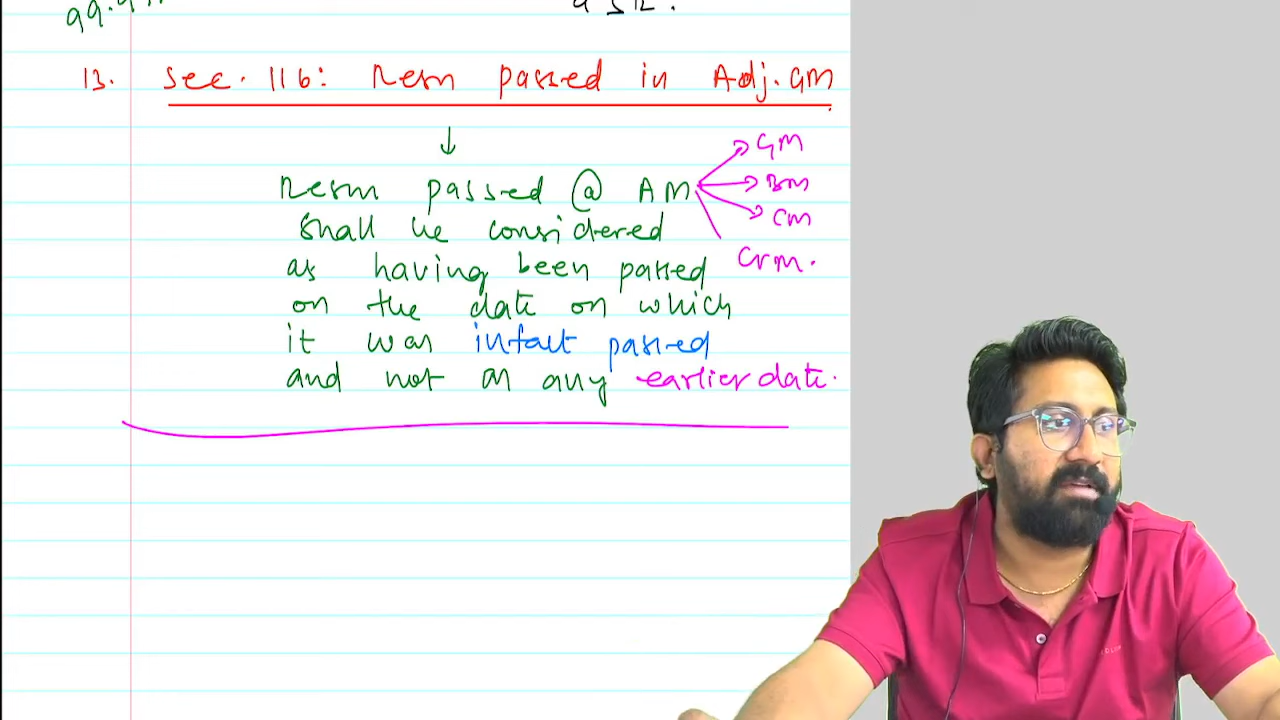 13. Sec. 116: Resn passed in Adj. GM
Resn passed @ AM
GM
BM
CM
Crm.
Shall be considered
as having been passed
on the date on which
it was infact passed
and not on any earlier date.